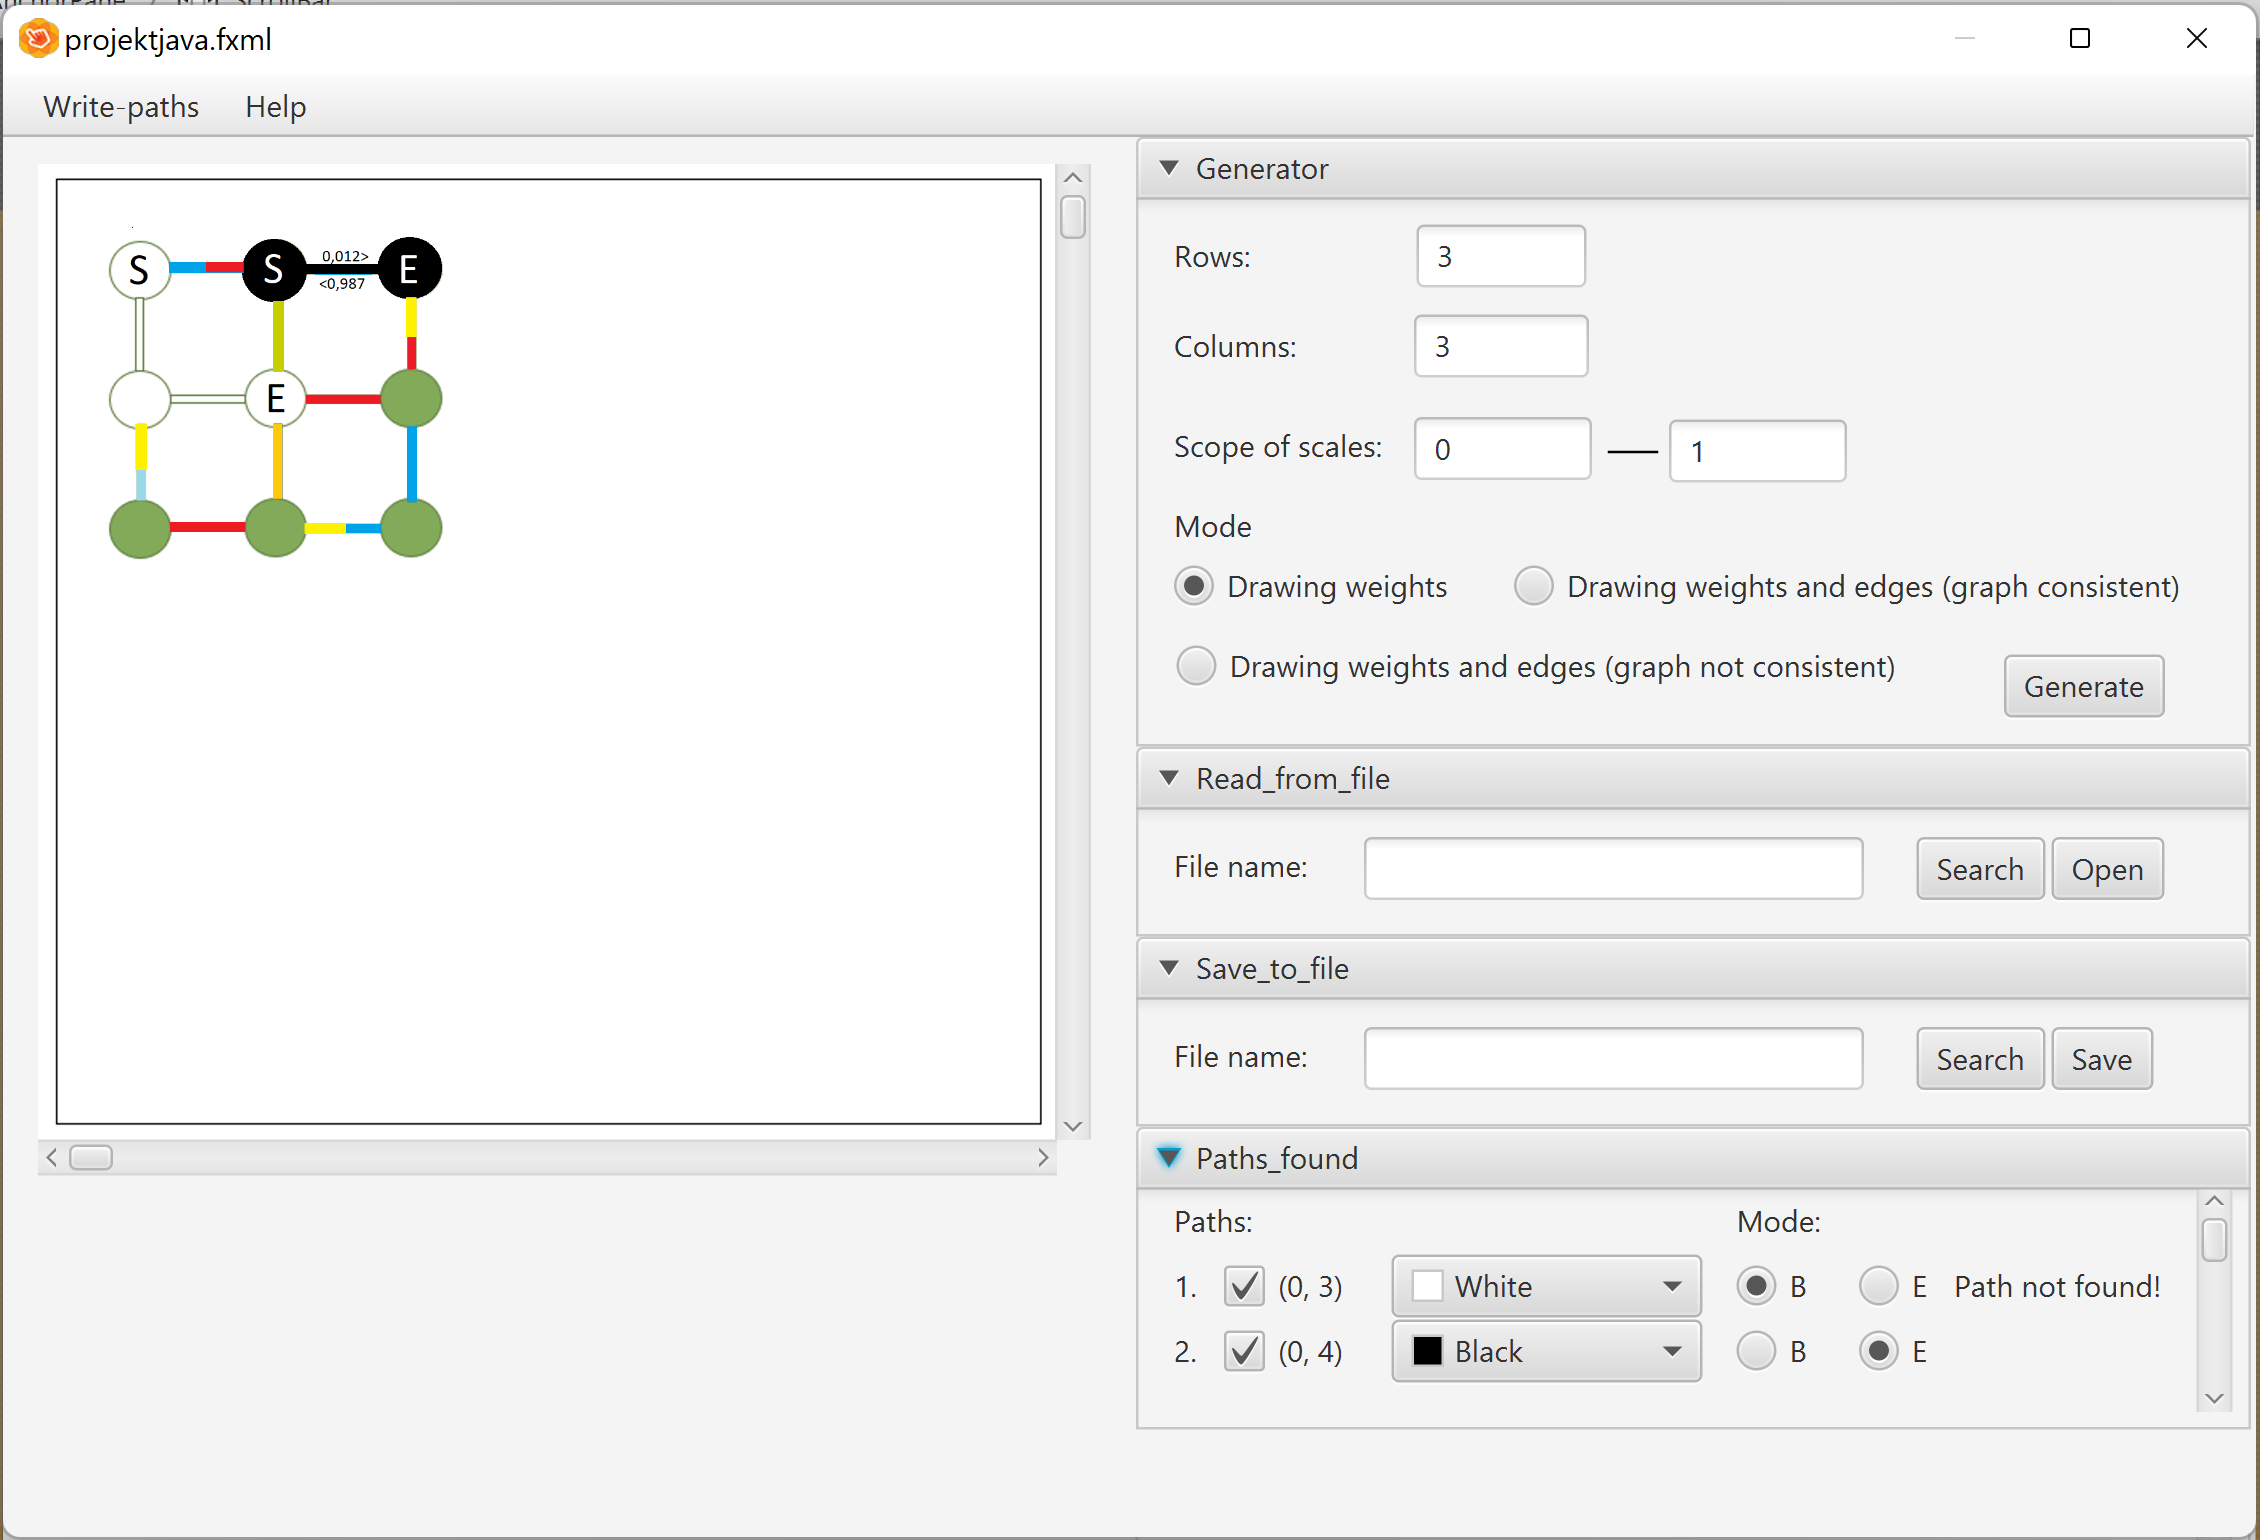 projektjava.fxml
Write-paths Help
S S 0,012> E
<0,987
E
Generator
Rows: 3
Columns: 3
Scope of scales: 0 1
Mode
Drawing weights Drawing weights and edges (graph consistent)
Drawing weights and edges (graph not consistent)
Generate
Read_from_file
File name: Search Open
Save_to_file
File name: Search Save
Paths_found
Paths: Mode:
1. (0, 3) White B E Path not found!
2. (0, 4) Black B E